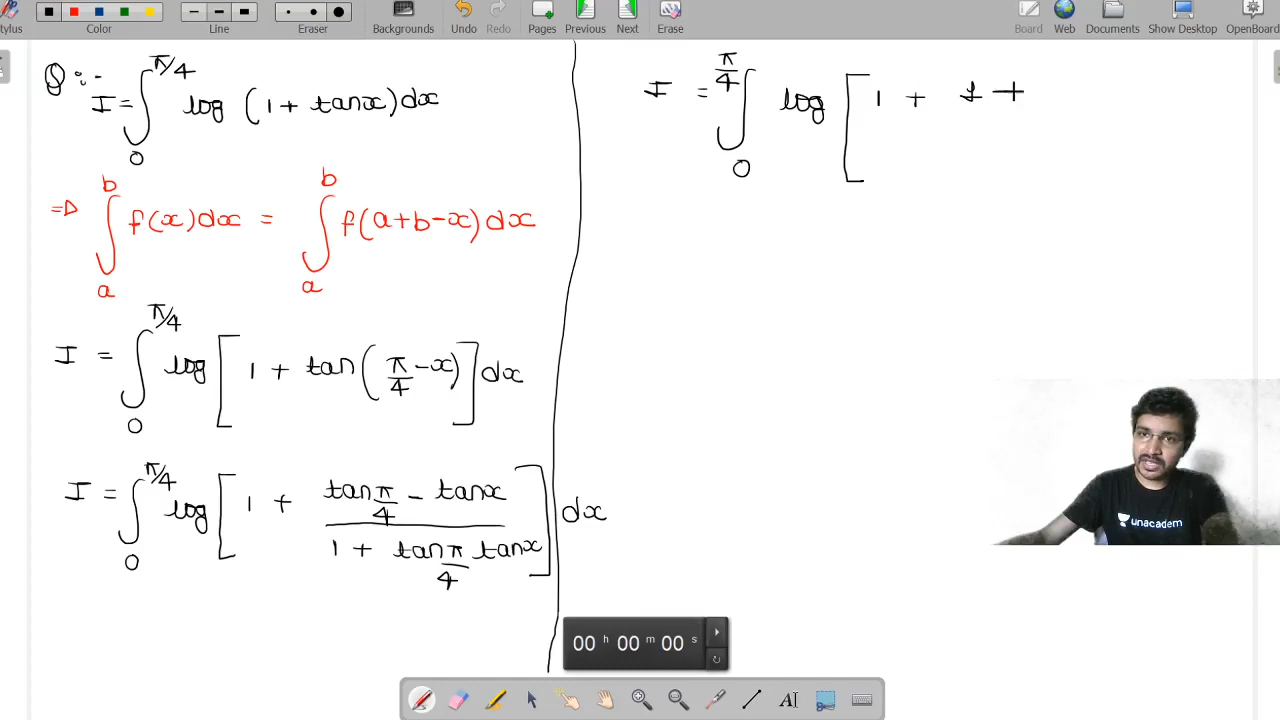 Stylus Color Line Eraser Backgrounds Undo Redo Pages Previous Next Erase Board Web Documents Show Desktop OpenBoard
Q:- I = ∫₀^{π/4} log (1 + tanx) dx
⇒ ∫ₐᵇ f(x)dx = ∫ₐᵇ f(a+b-x)dx
I = ∫₀^{π/4} log [ 1 + tan ( π/4 - x) ] dx
I = ∫₀^{π/4} log [ 1 + (tan π/4 - tanx) / (1 + tan π/4 tanx) ] dx
I = ∫₀^{π/4} log [ 1 + 1 +
unacadem
00 h 00 m 00 s